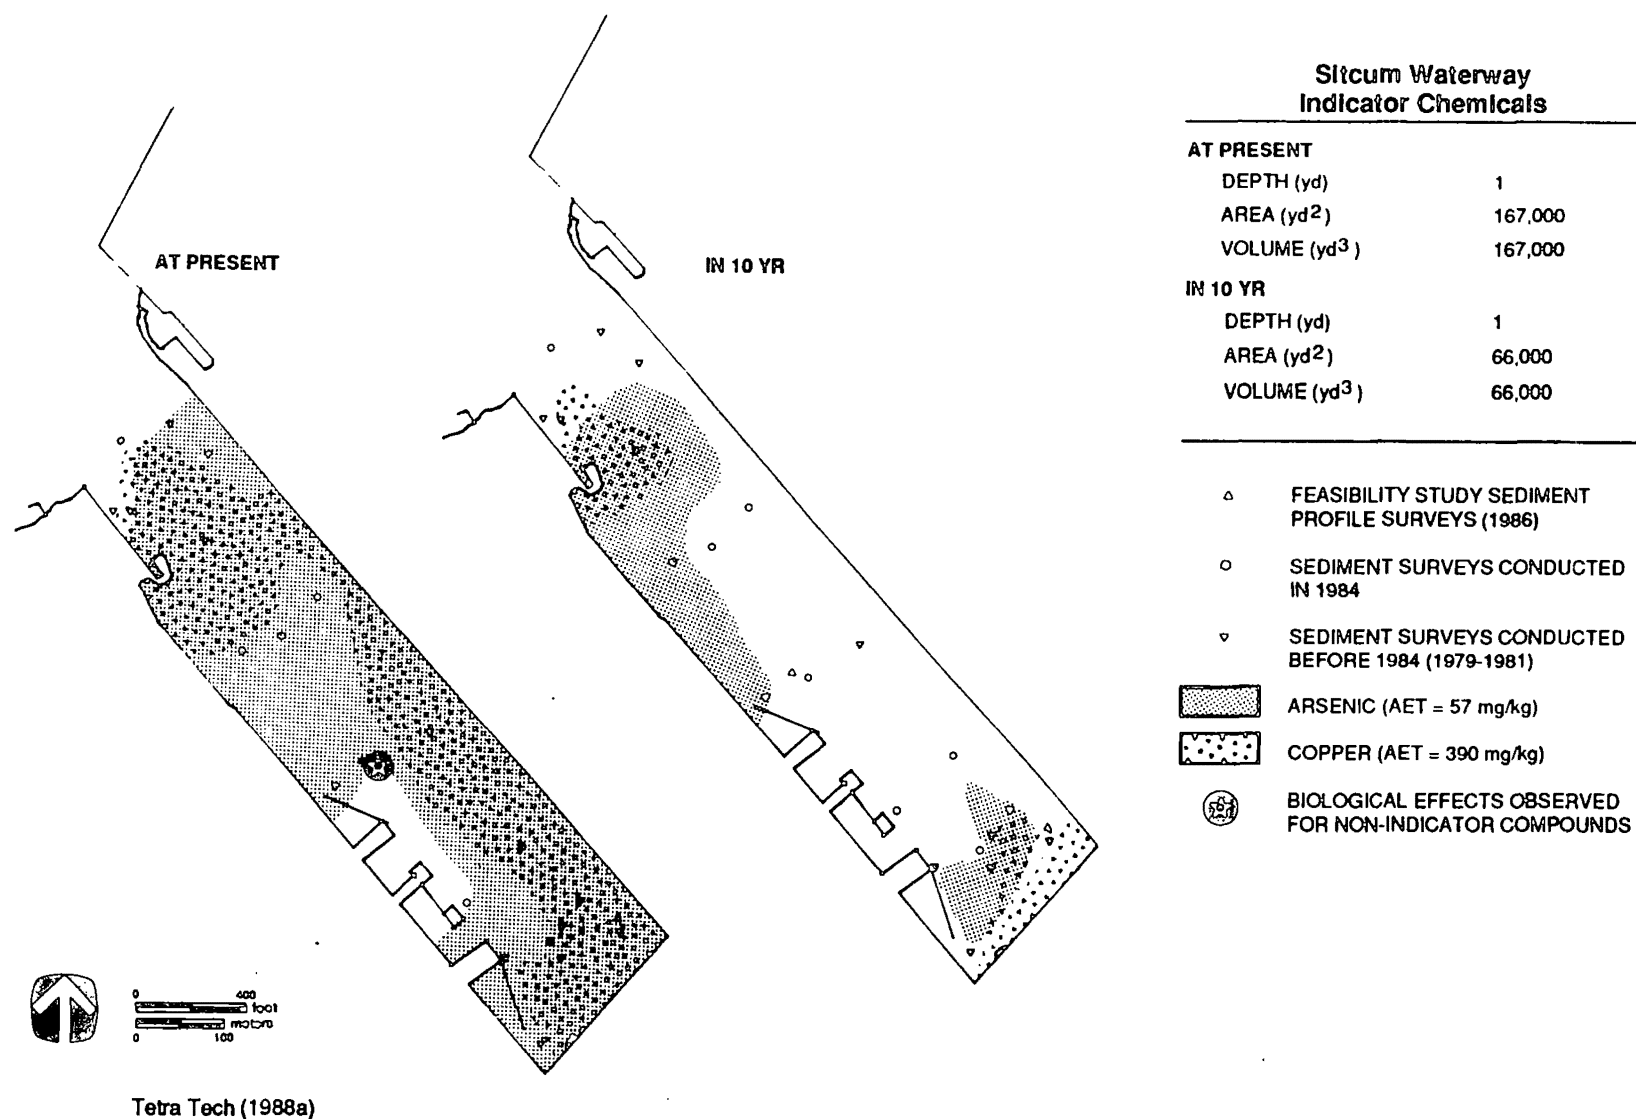 Sitcum Waterway
Indicator Chemicals
AT PRESENT
DEPTH (yd) 1
AREA (yd2) 167,000
VOLUME (yd3) 167,000
IN 10 YR
DEPTH (yd) 1
AREA (yd2) 66,000
VOLUME (yd3) 66,000
FEASIBILITY STUDY SEDIMENT
PROFILE SURVEYS (1986)
SEDIMENT SURVEYS CONDUCTED
IN 1984
SEDIMENT SURVEYS CONDUCTED
BEFORE 1984 (1979-1981)
ARSENIC (AET = 57 mg/kg)
COPPER (AET = 390 mg/kg)
BIOLOGICAL EFFECTS OBSERVED
FOR NON-INDICATOR COMPOUNDS
AT PRESENT
IN 10 YR
0 400
feet
meters
0 100
Tetra Tech (1988a)